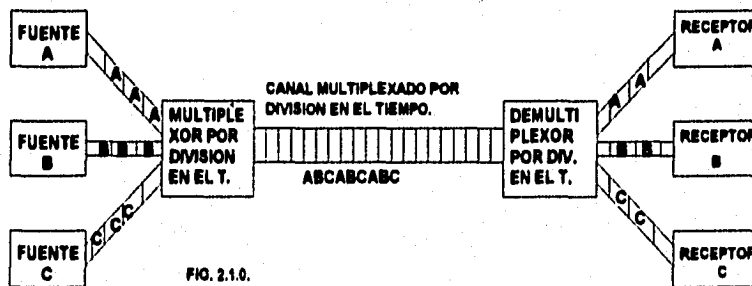 FUENTE
A
A A A
FUENTE
B
B B B
FUENTE
C
C C C
MULTIPLE
XOR POR
DIVISION
EN EL T.
CANAL MULTIPLEXADO POR
DIVISION EN EL TIEMPO.
ABCABCABC
DEMULTI
PLEXOR
POR DIV.
EN EL T.
A A
RECEPTOR
A
B B
RECEPTOR
B
C C
RECEPTOR
C
FIG. 2.1.0.